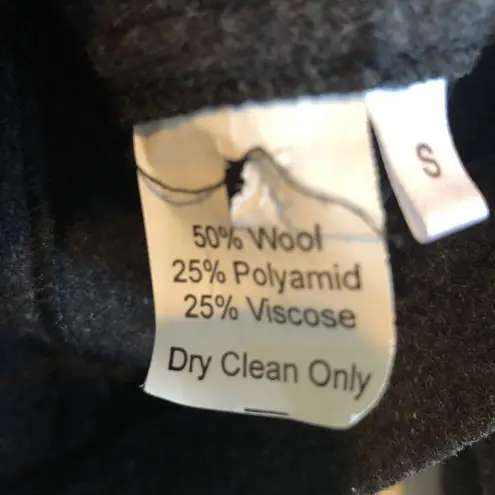 50% Wool
25% Polyamid
25% Viscose
Dry Clean Only
S